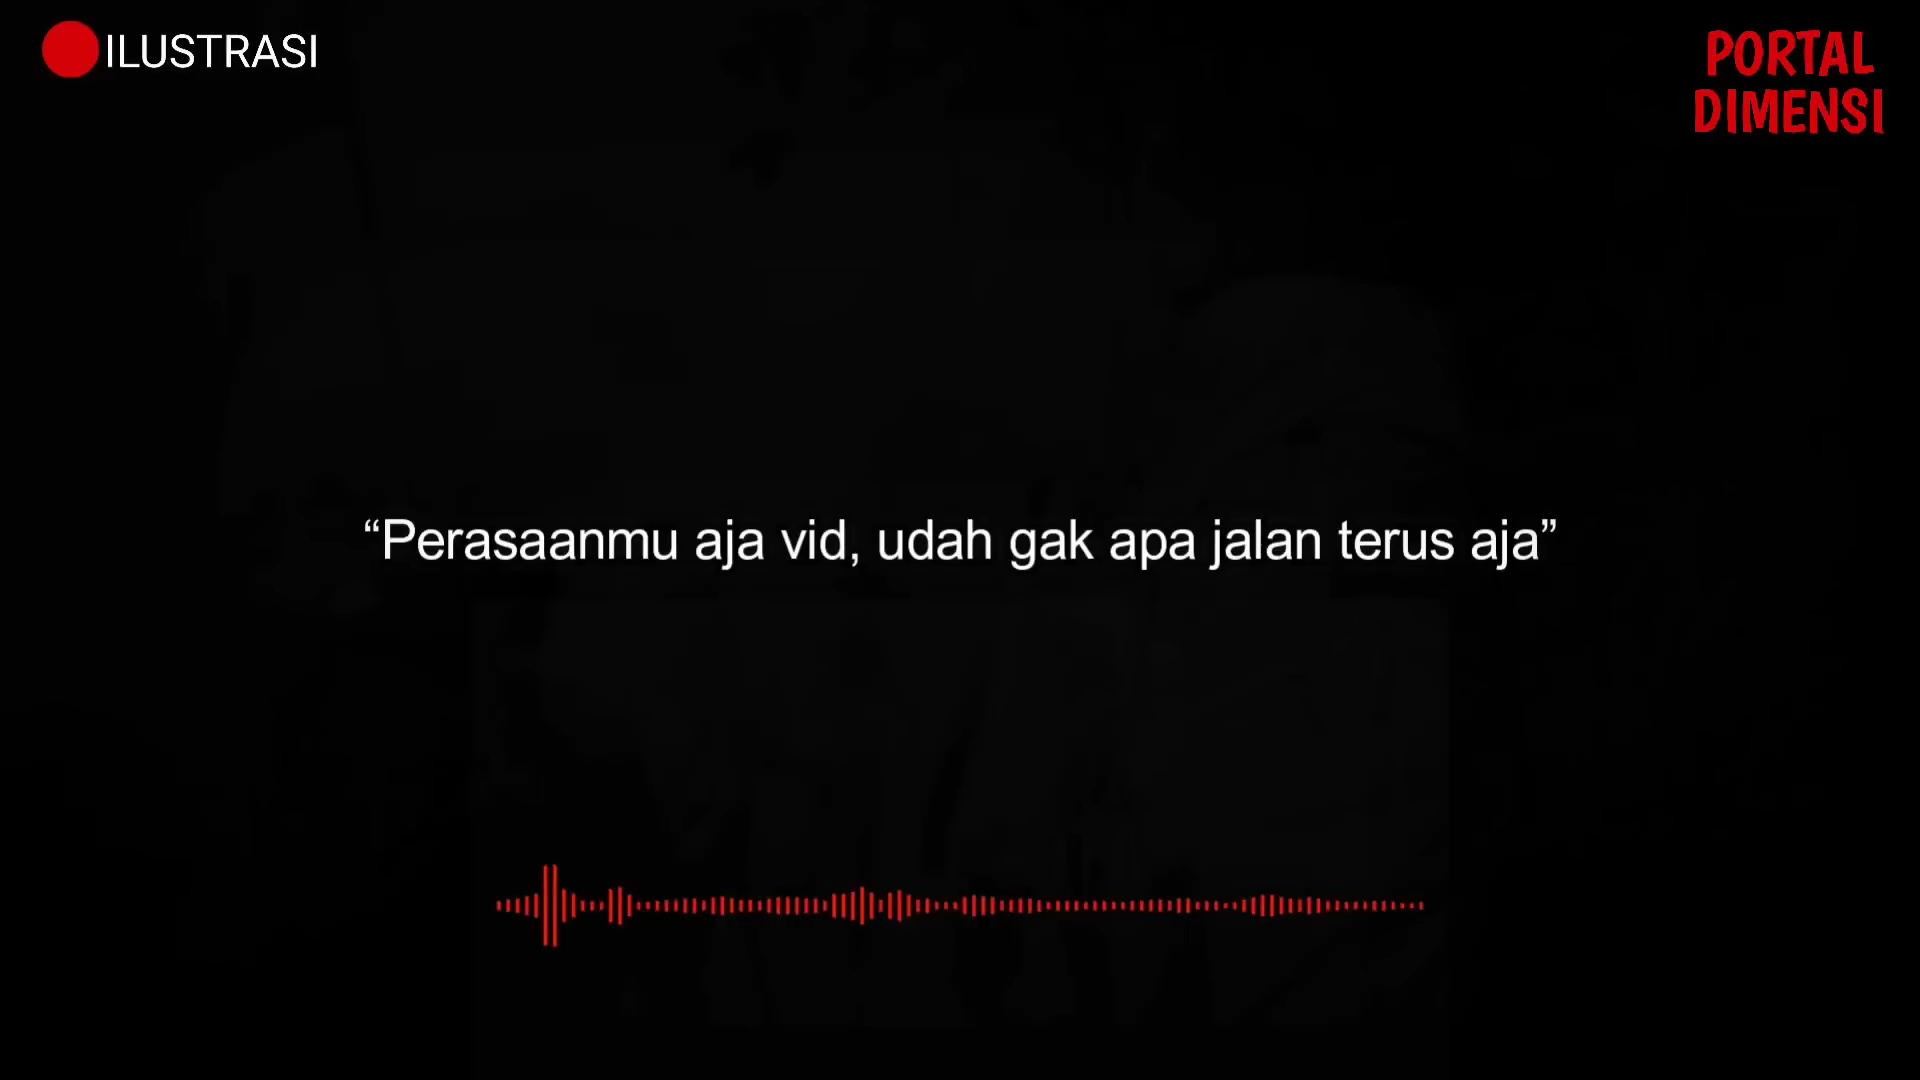 ILUSTRASI
PORTAL
DIMENSI
“Perasaanmu aja vid, udah gak apa jalan terus aja”